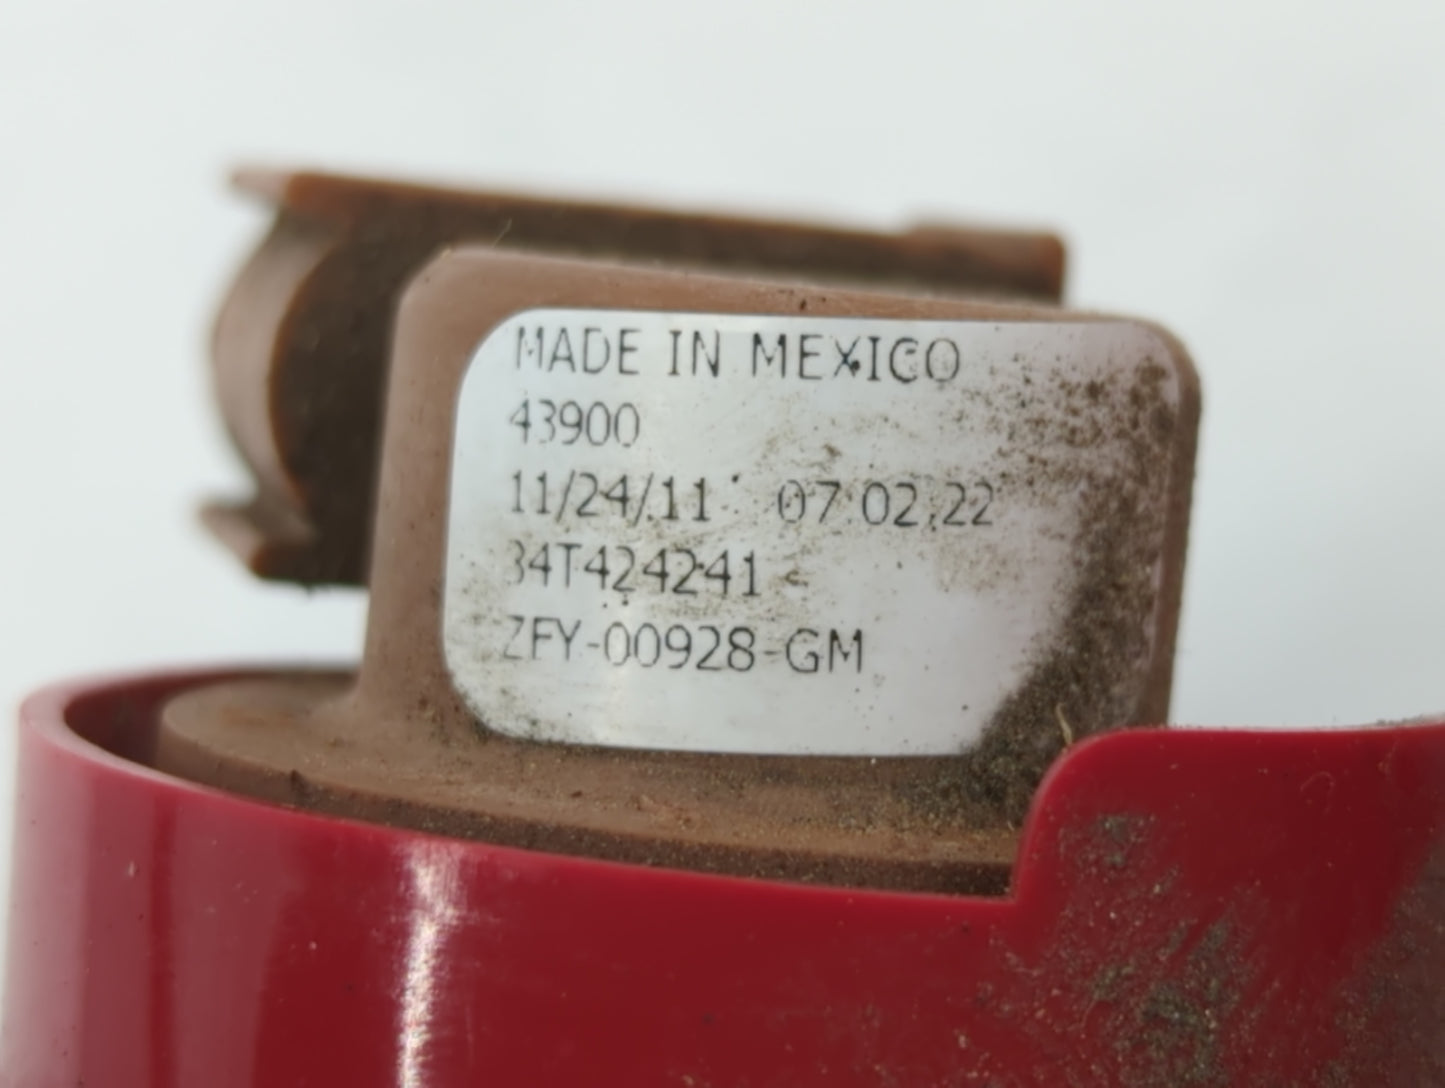 MADE IN MEXICO
43900
11/24/11 07:02:22
34T424241
ZFY-00928-GM